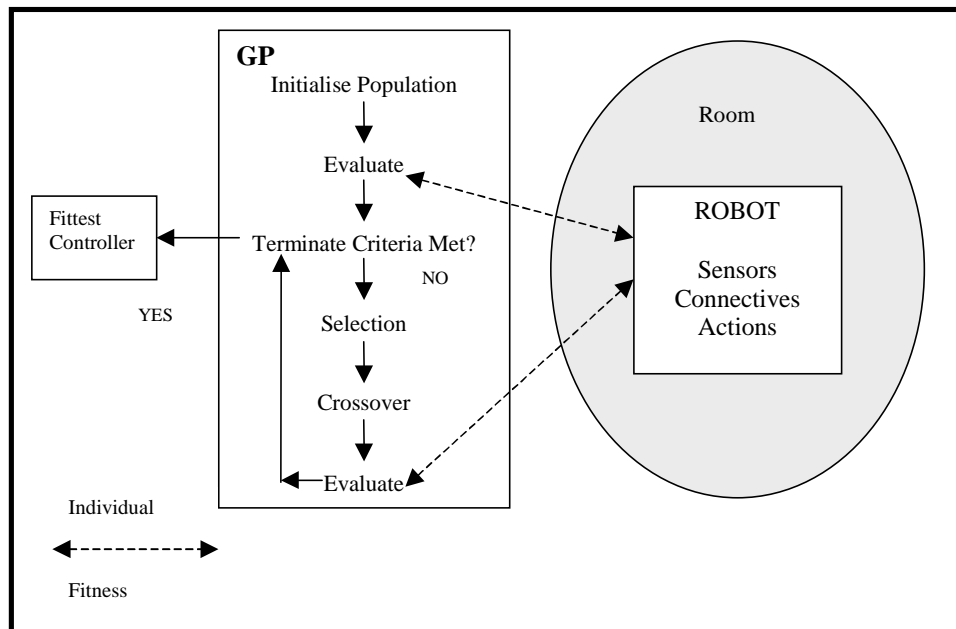 GP
Initialise Population
Evaluate
Terminate Criteria Met?
NO
Selection
Crossover
Evaluate
Fittest
Controller
YES
Room
ROBOT
Sensors
Connectives
Actions
Individual
Fitness